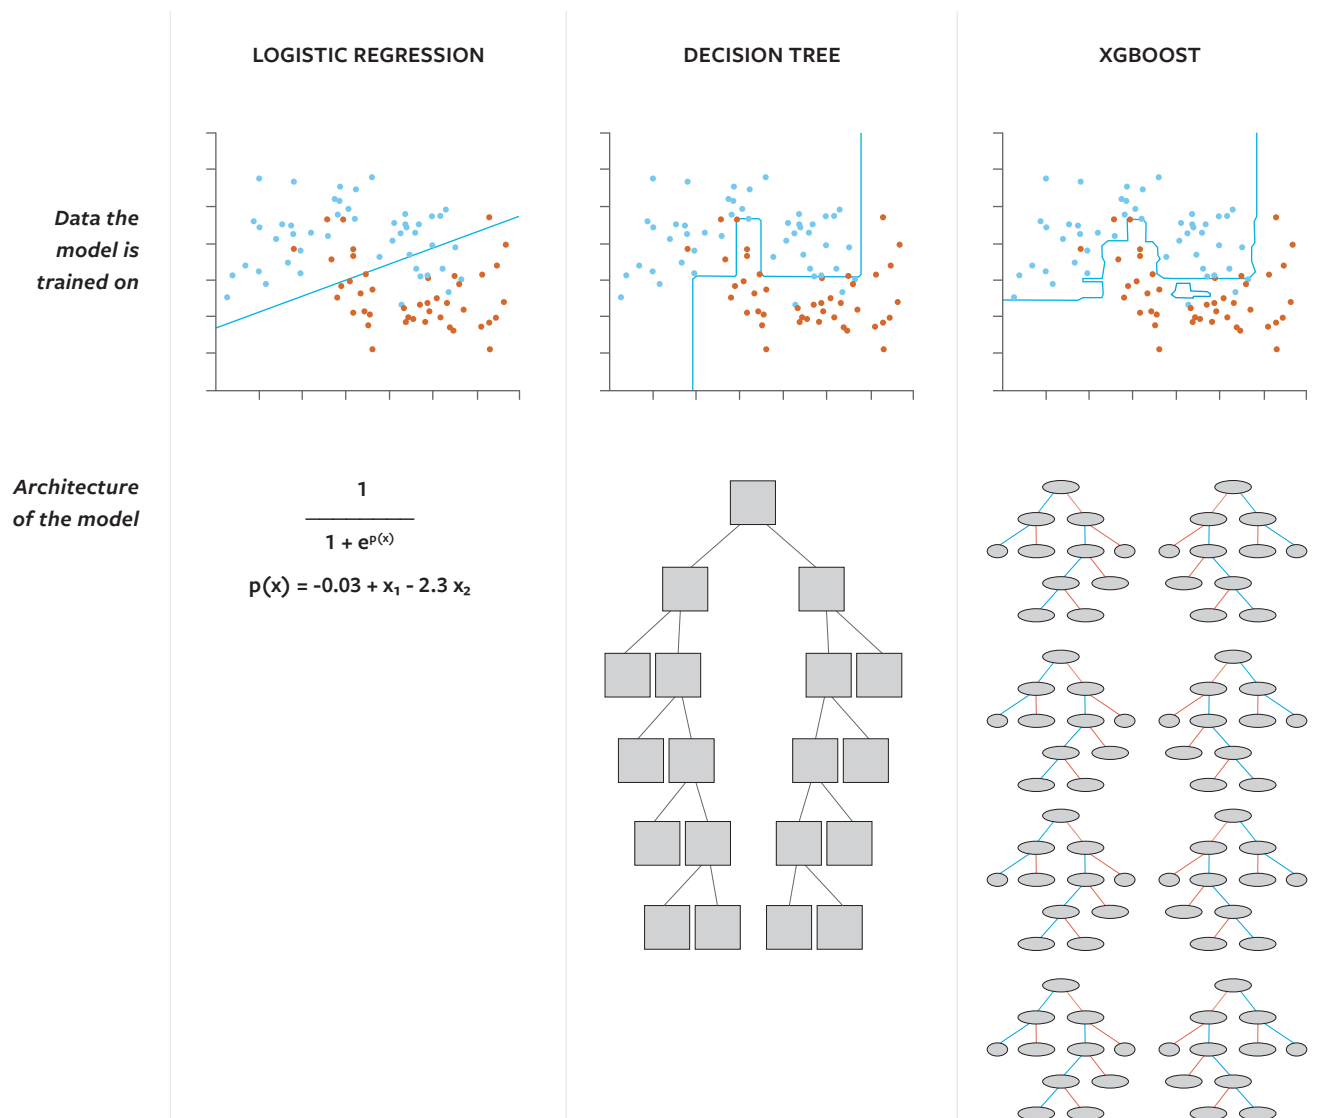 LOGISTIC REGRESSION
DECISION TREE
XGBOOST
Data the
model is
trained on
Architecture
of the model
1
1 + eᵖ⁽ˣ⁾
p(x) = -0.03 + x₁ - 2.3 x₂